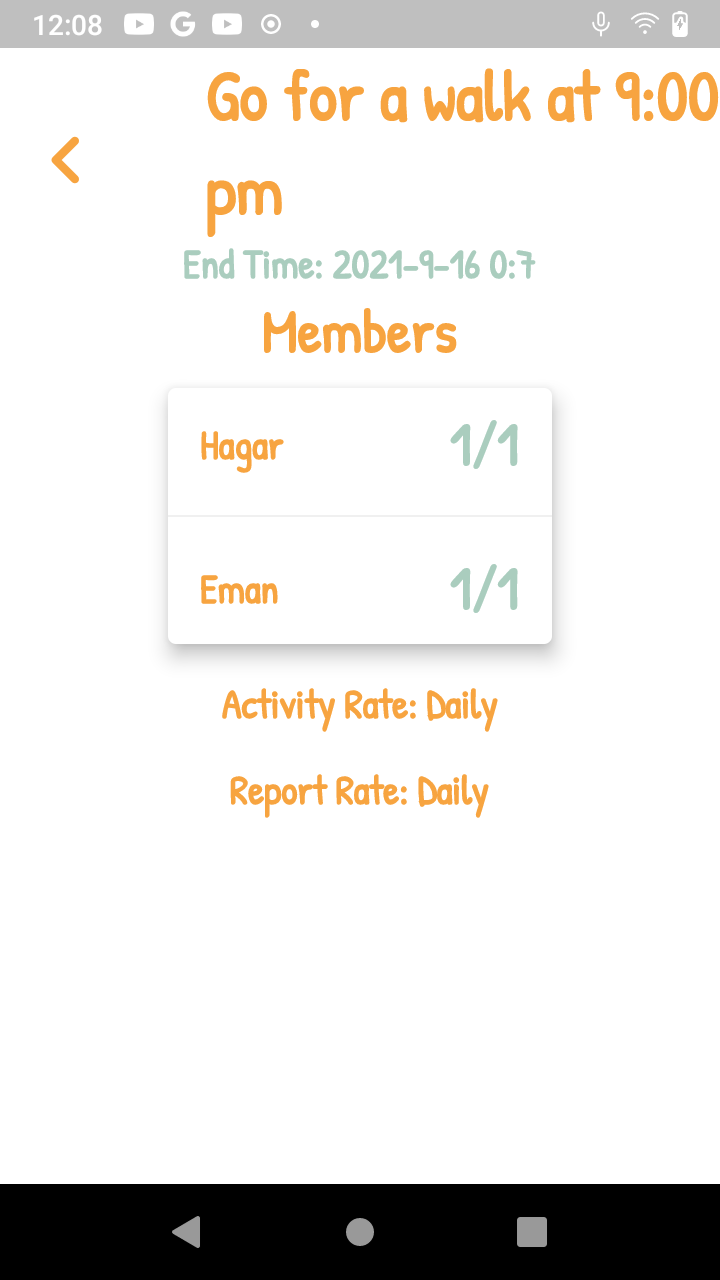 12:08
Go for a walk at 9:00
pm
End Time: 2021-9-16 0:7
Members
Hagar 1/1
Eman 1/1
Activity Rate: Daily
Report Rate: Daily